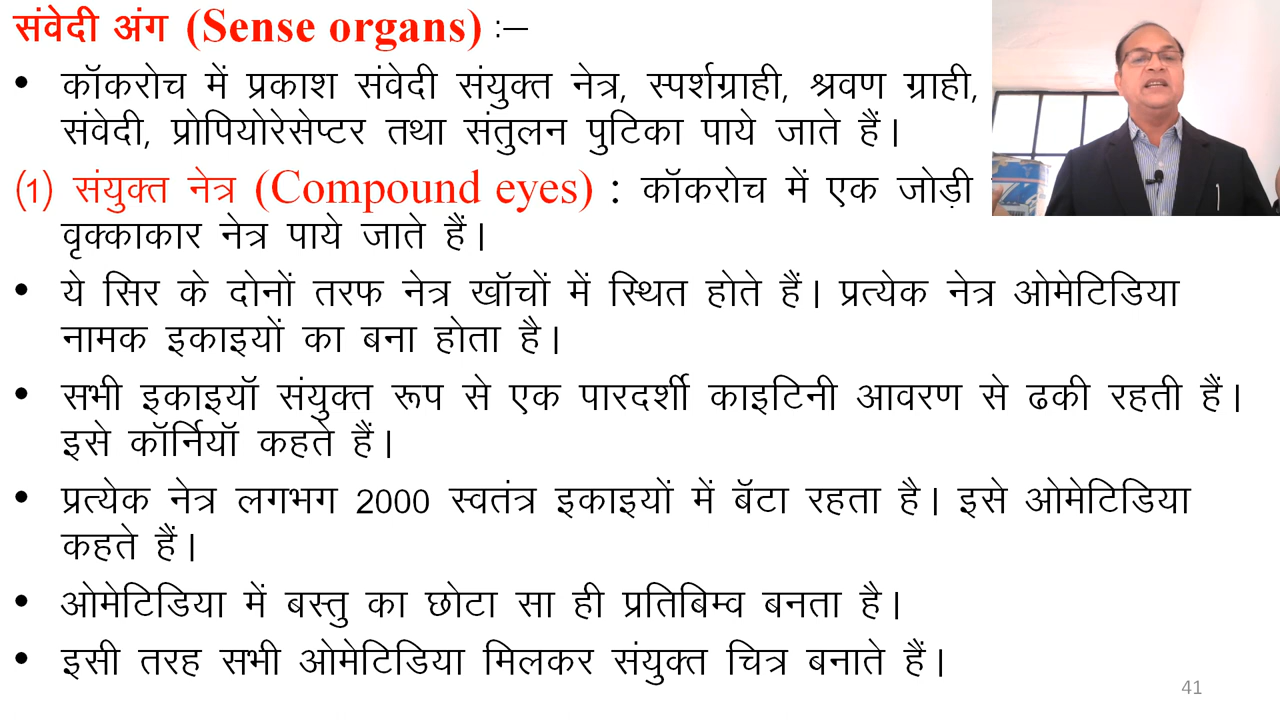 संवेदी अंग (Sense organs) :–
• कॉकरोच में प्रकाश संवेदी संयुक्त नेत्र, स्पर्शग्राही, श्रवण ग्राही,
संवेदी, प्रोपियोरेसेप्टर तथा संतुलन पुटिका पाये जाते हैं।
(1) संयुक्त नेत्र (Compound eyes) : कॉकरोच में एक जोड़ी
वृक्काकार नेत्र पाये जाते हैं।
• ये सिर के दोनों तरफ नेत्र खॉचों में स्थित होते हैं। प्रत्येक नेत्र ओमेटिडिया
नामक इकाइयों का बना होता है।
• सभी इकाइयॉ संयुक्त रूप से एक पारदर्शी काइटिनी आवरण से ढकी रहती हैं।
इसे कॉर्नियॉ कहते हैं।
• प्रत्येक नेत्र लगभग 2000 स्वतंत्र इकाइयों में बॅटा रहता है। इसे ओमेटिडिया
कहते हैं।
• ओमेटिडिया में बस्तु का छोटा सा ही प्रतिबिम्व बनता है।
• इसी तरह सभी ओमेटिडिया मिलकर संयुक्त चित्र बनाते हैं।
41